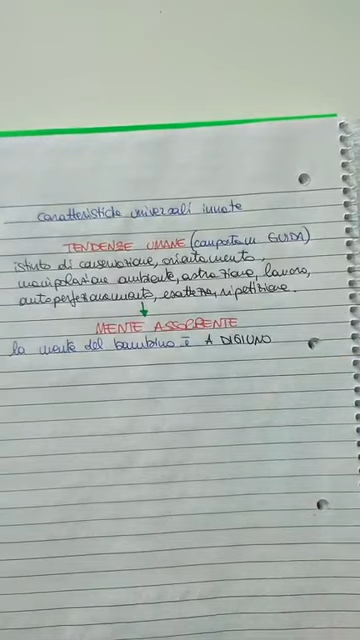 caratteristiche universali innate
TENDENZE UMANE (comportam GUIDA)
istinto di conservazione, orientamento,
manipolazione ambiente, astrazione, lavoro,
autoperfezionamento, esattezza, ripetizione.
MENTE ASSORBENTE
la mente del bambino è A DIGIUNO